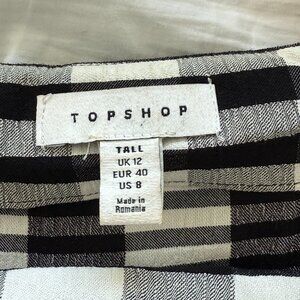 TOPSHOP
TALL
UK 12
EUR 40
US 8
Made in
Romania